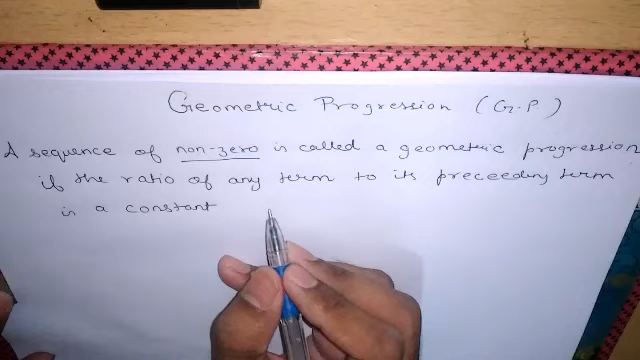 Geometric Progression (G.P)
A sequence of non-zero is called a geometric progression
if the ratio of any term to its preceeding term
is a constant